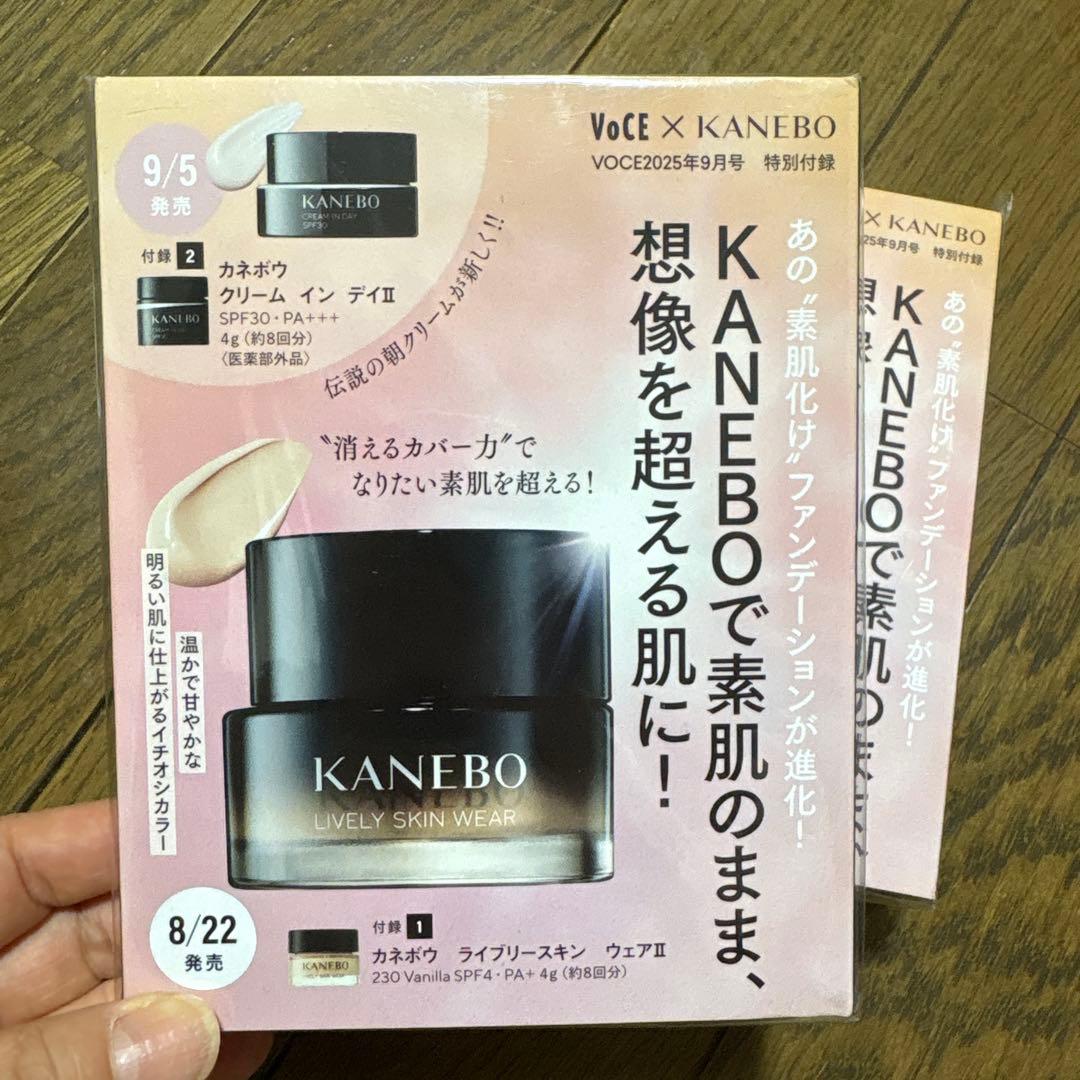 VoCE × KANEBO
VOCE2025年9月号 特別付録
9/5
発売
KANEBO
CREAM IN DAY
SPF30
付録 2
カネボウ
クリーム イン デイⅡ
SPF30・PA+++
4g（約8回分）
〈医薬部外品〉
KANEBO
伝説の朝クリームが新しく!!
あの〝素肌化け〟ファンデーションが進化！
KANEBOで素肌のまま、
想像を超える肌に！
〝消えるカバー力〟で
なりたい素肌を超える！
温かで甘やかな
明るい肌に仕上がるイチオシカラー
KANEBO
LIVELY SKIN WEAR
8/22
発売
付録 1
カネボウ ライブリースキン ウェアⅡ
230 Vanilla SPF4・PA+ 4g（約8回分）
KANEBO
× KANEBO
25年9月号 特別付録
あの〝素肌化け〟ファンデーションが進化！
KANEBOで素肌のま